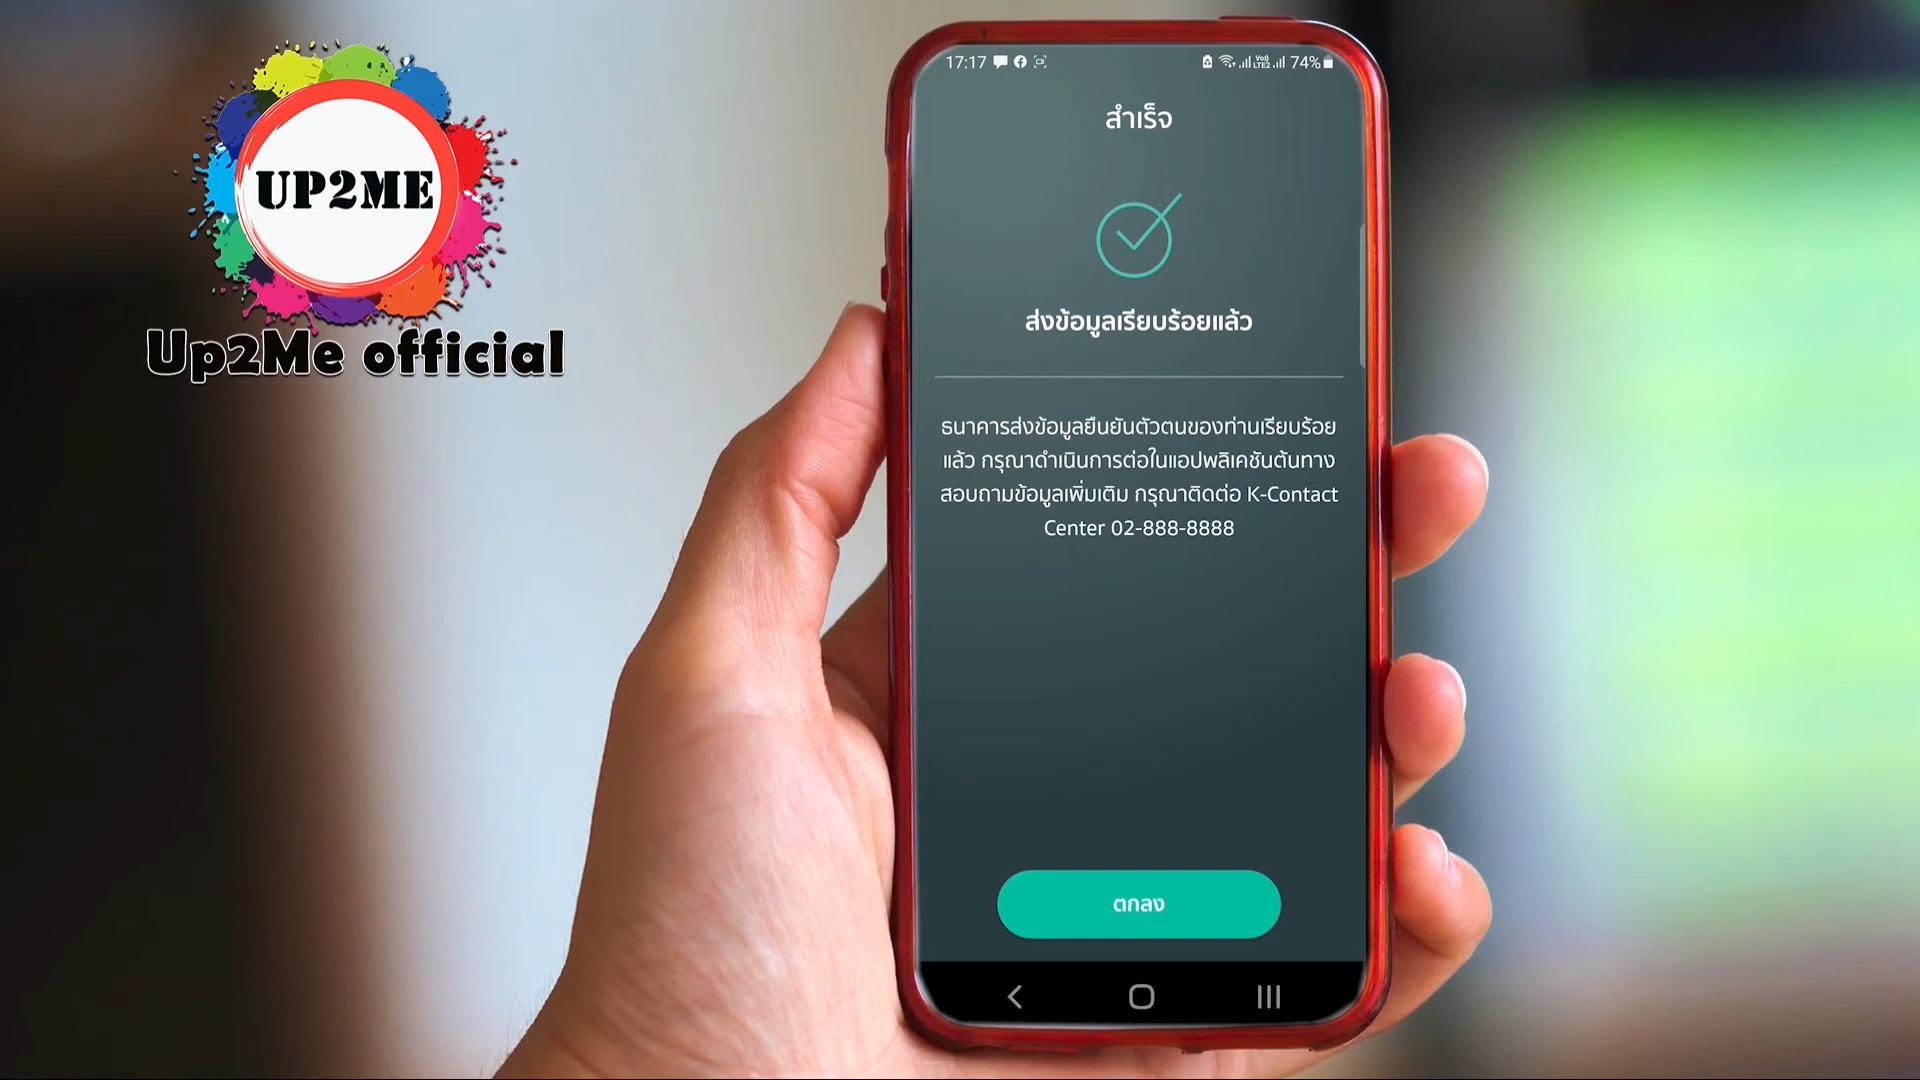 UP2ME
Up2Me official
17:17
Vo) LTE2 74%
สำเร็จ
ส่งข้อมูลเรียบร้อยแล้ว
ธนาคารส่งข้อมูลยืนยันตัวตนของท่านเรียบร้อย
แล้ว กรุณาดำเนินการต่อในแอปพลิเคชันต้นทาง
สอบถามข้อมูลเพิ่มเติม กรุณาติดต่อ K-Contact
Center 02-888-8888
ตกลง